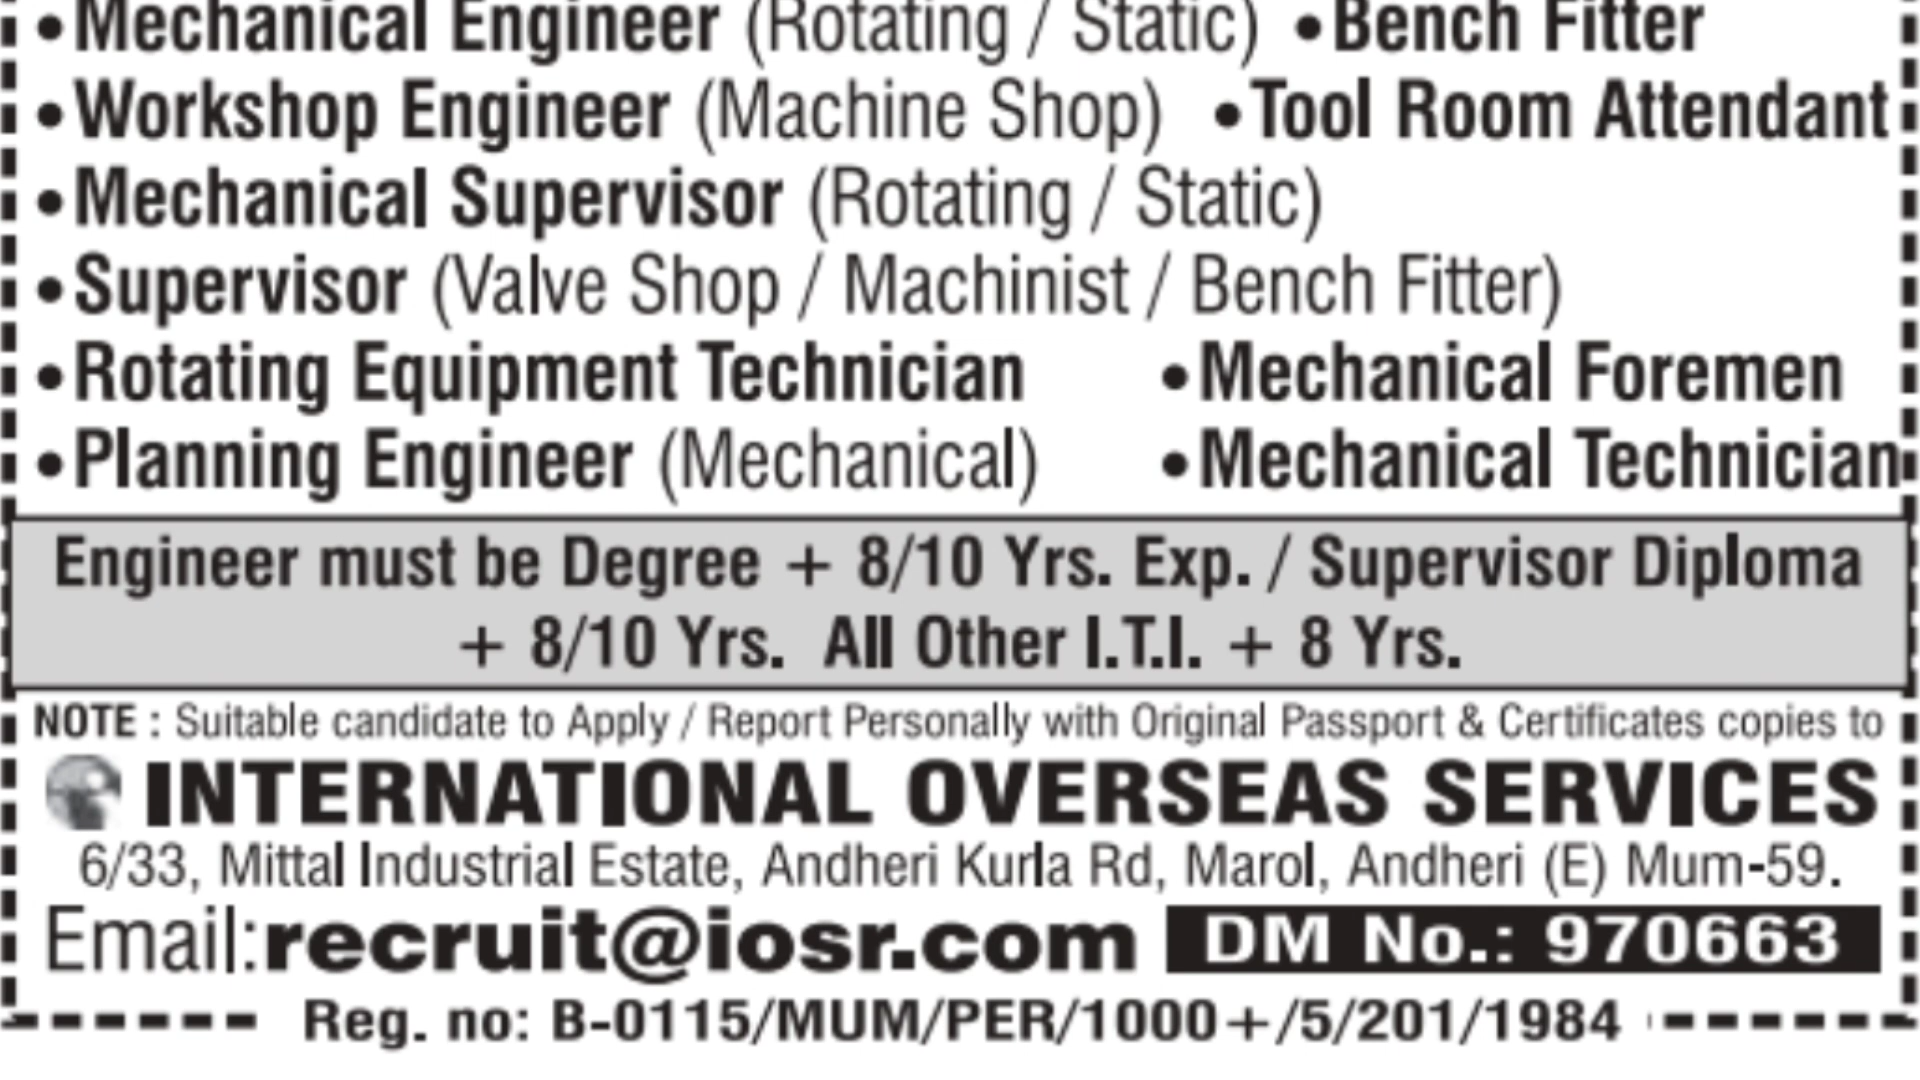 •Mechanical Engineer (Rotating / Static) •Bench Fitter
•Workshop Engineer (Machine Shop) •Tool Room Attendant
•Mechanical Supervisor (Rotating / Static)
•Supervisor (Valve Shop / Machinist / Bench Fitter)
•Rotating Equipment Technician •Mechanical Foremen
•Planning Engineer (Mechanical) •Mechanical Technician
Engineer must be Degree + 8/10 Yrs. Exp. / Supervisor Diploma
+ 8/10 Yrs. All Other I.T.I. + 8 Yrs.
NOTE : Suitable candidate to Apply / Report Personally with Original Passport & Certificates copies to
INTERNATIONAL OVERSEAS SERVICES
6/33, Mittal Industrial Estate, Andheri Kurla Rd, Marol, Andheri (E) Mum-59.
Email:recruit@iosr.com DM No.: 970663
Reg. no: B-0115/MUM/PER/1000+/5/201/1984